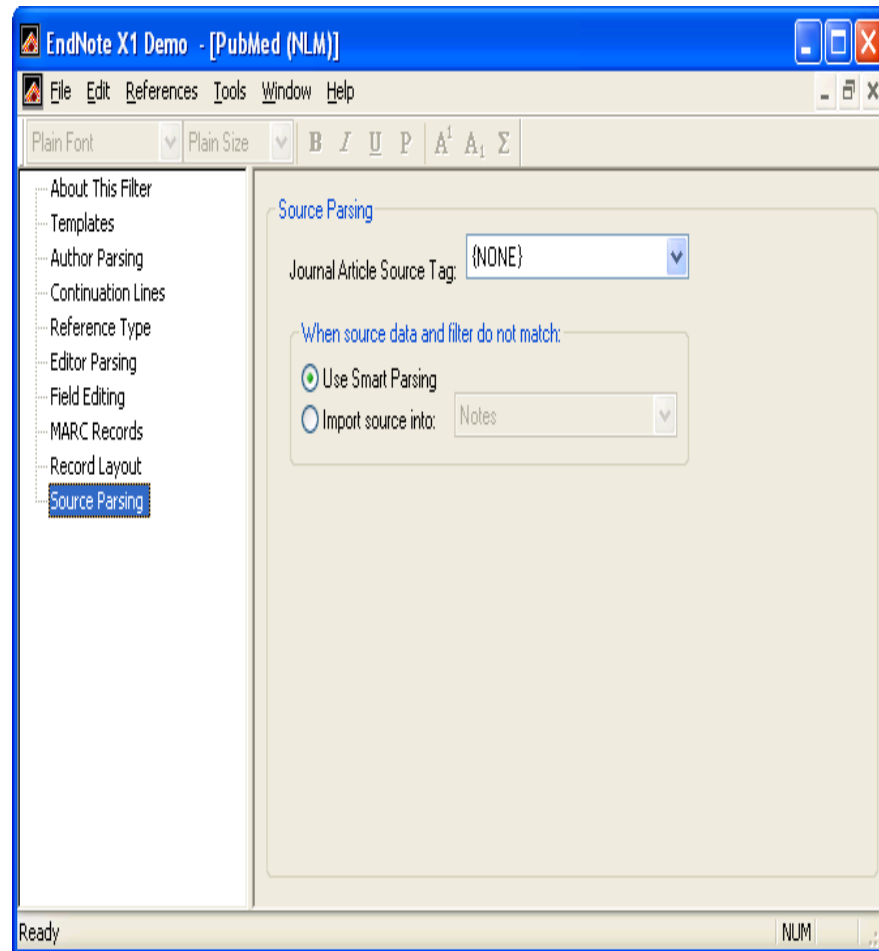 EndNote X1 Demo - [PubMed (NLM)]
File Edit References Tools Window Help
Plain Font Plain Size B I U P A1 A1 Σ
About This Filter
Templates
Author Parsing
Continuation Lines
Reference Type
Editor Parsing
Field Editing
MARC Records
Record Layout
Source Parsing
Source Parsing
Journal Article Source Tag: {NONE}
When source data and filter do not match:
Use Smart Parsing
Import source into: Notes
Ready NUM